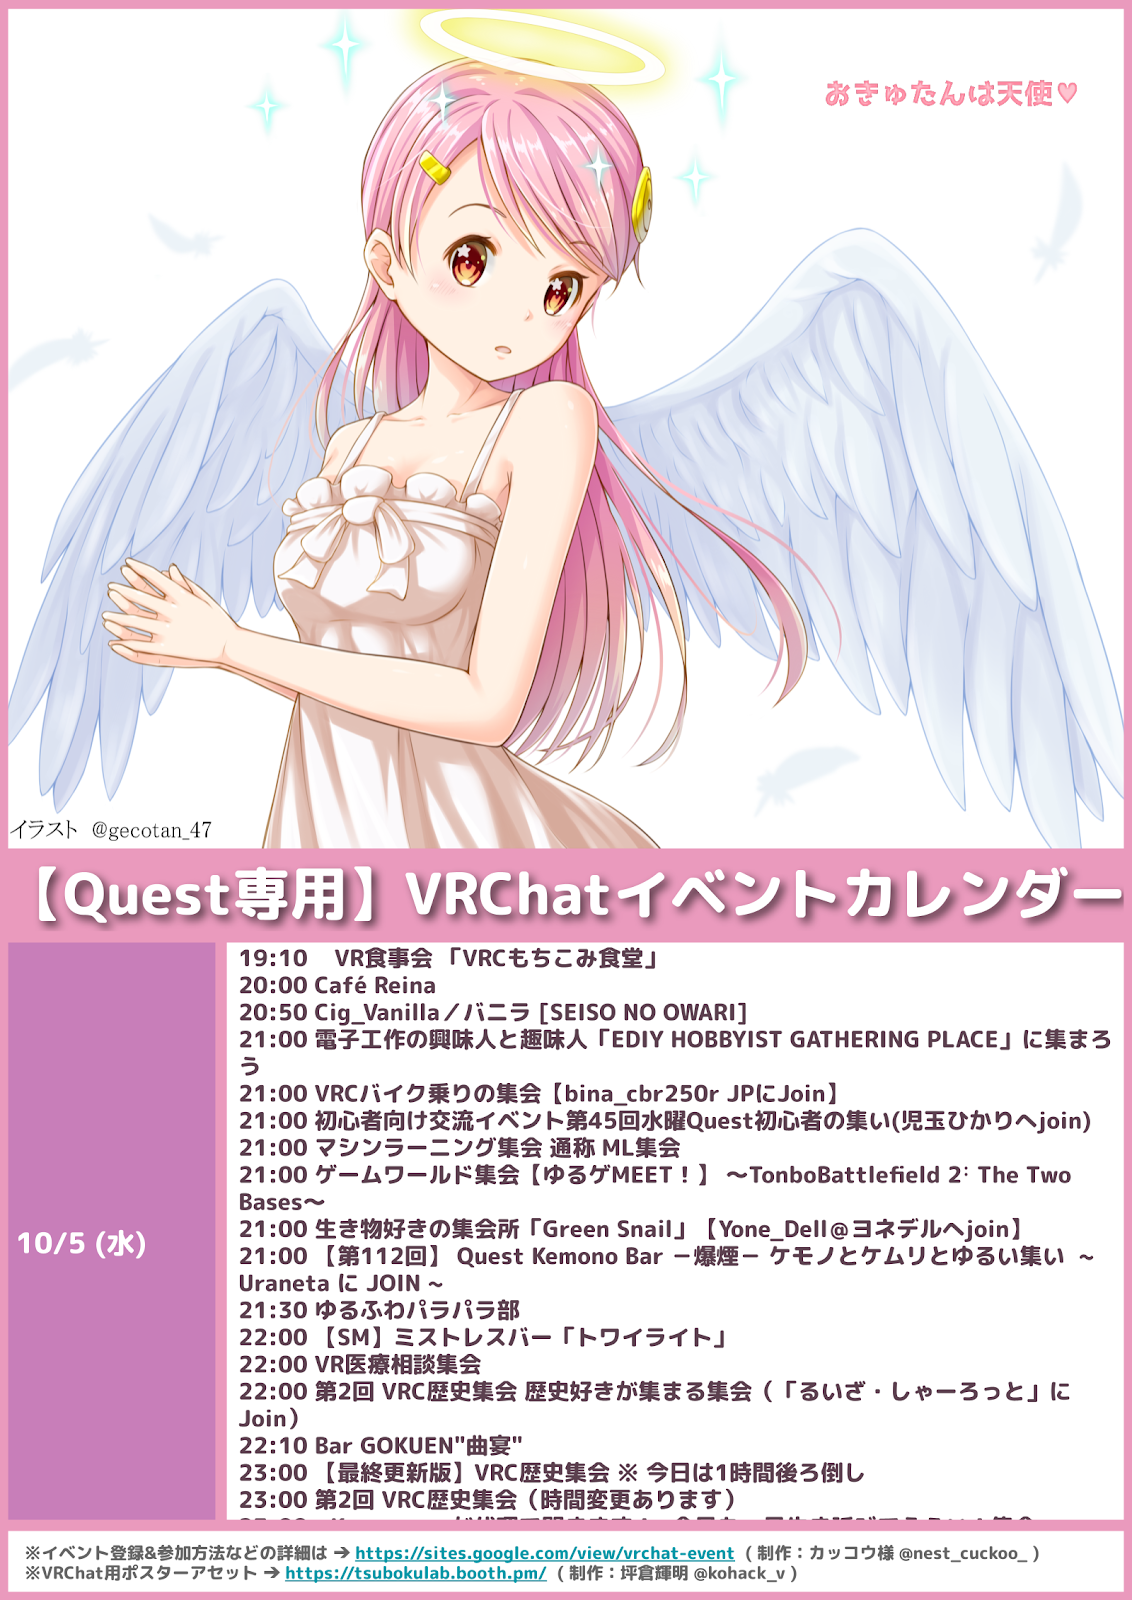 おきゅたんは天使♥
イラスト @gecotan_47
【Quest専用】VRChatイベントカレンダー
10/5 (水)
19:10　VR食事会 「VRCもちこみ食堂」
20:00 Café Reina
20:50 Cig_Vanilla／バニラ [SEISO NO OWARI]
21:00 電子工作の興味人と趣味人「EDIY HOBBYIST GATHERING PLACE」に集まろ
う
21:00 VRCバイク乗りの集会【bina_cbr250r JPにJoin】
21:00 初心者向け交流イベント第45回水曜Quest初心者の集い(児玉ひかりへjoin)
21:00 マシンラーニング集会 通称 ML集会
21:00 ゲームワールド集会【ゆるゲMEET！】 〜TonboBattlefield 2: The Two
Bases〜
21:00 生き物好きの集会所「Green Snail」【Yone_Dell＠ヨネデルへjoin】
21:00 【第112回】 Quest Kemono Bar －爆煙－ ケモノとケムリとゆるい集い ～
Uraneta に JOIN ~
21:30 ゆるふわパラパラ部
22:00 【SM】ミストレスバー「トワイライト」
22:00 VR医療相談集会
22:00 第2回 VRC歴史集会 歴史好きが集まる集会（「るいざ・しゃーろっと」に
Join）
22:10 Bar GOKUEN"曲宴"
23:00 【最終更新版】VRC歴史集会 ※ 今日は1時間後ろ倒し
23:00 第2回 VRC歴史集会（時間変更あります）
※イベント登録&参加方法などの詳細は ➔ https://sites.google.com/view/vrchat-event ( 制作：カッコウ様 @nest_cuckoo_ )
※VRChat用ポスターアセット ➔ https://tsubokulab.booth.pm/ ( 制作：坪倉輝明 @kohack_v )